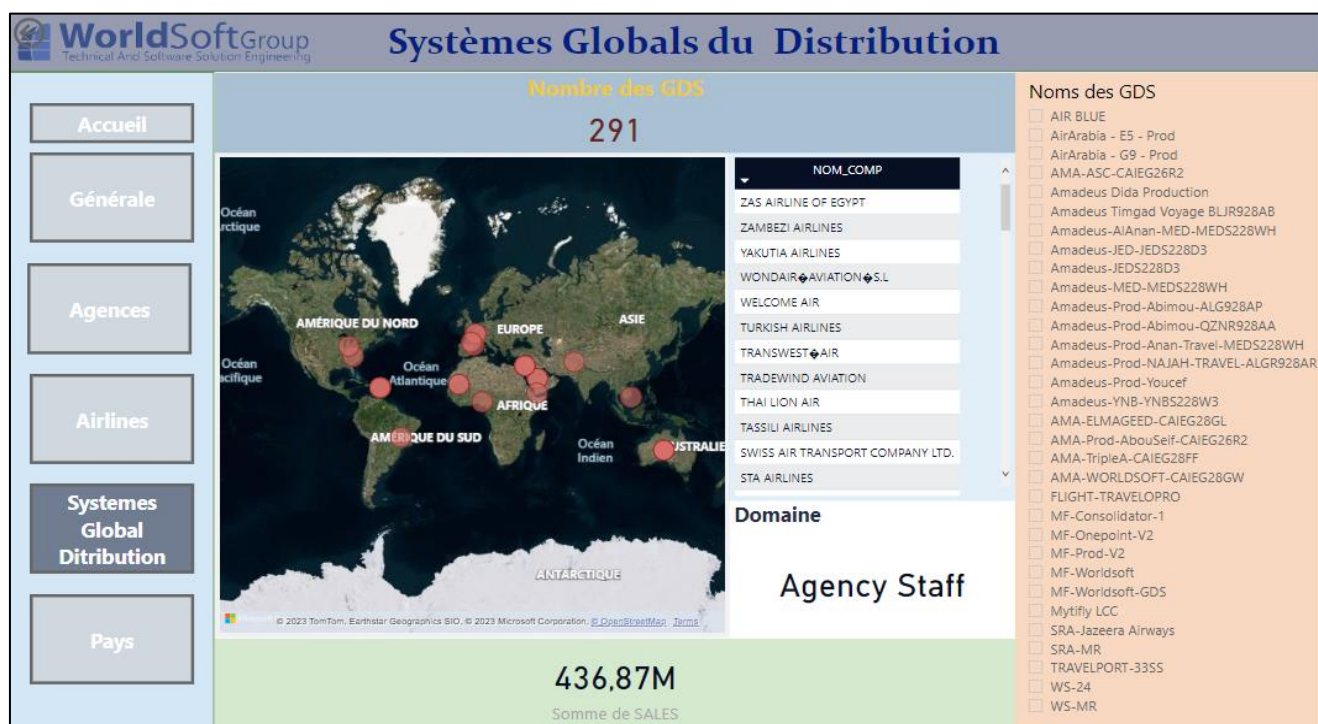 WorldSoftGroup
Technical And Software Solution Engineering
Systèmes Globals du Distribution
Accueil
Générale
Agences
Airlines
Systemes
Global
Ditribution
Pays
Nombre des GDS
291
Océan
rctique
AMÉRIQUE DU NORD
EUROPE
ASIE
Océan
acifique
Océan
Atlantique
AFRIQUE
AMÉRIQUE DU SUD
Océan
Indien
USTRALIE
ANTARCTIQUE
© 2023 TomTom, Earthstar Geographics SIO, © 2023 Microsoft Corporation, © OpenStreetMap Terms
NOM_COMP
ZAS AIRLINE OF EGYPT
ZAMBEZI AIRLINES
YAKUTIA AIRLINES
WONDAIR�AVIATION�S.L
WELCOME AIR
TURKISH AIRLINES
TRANSWEST�AIR
TRADEWIND AVIATION
THAI LION AIR
TASSILI AIRLINES
SWISS AIR TRANSPORT COMPANY LTD.
STA AIRLINES
Domaine
Agency Staff
436,87M
Somme de SALES
Noms des GDS
AIR BLUE
AirArabia - E5 - Prod
AirArabia - G9 - Prod
AMA-ASC-CAIEG26R2
Amadeus Dida Production
Amadeus Timgad Voyage BLJR928AB
Amadeus-AlAnan-MED-MEDS228WH
Amadeus-JED-JEDS228D3
Amadeus-JEDS228D3
Amadeus-MED-MEDS228WH
Amadeus-Prod-Abimou-ALG928AP
Amadeus-Prod-Abimou-QZNR928AA
Amadeus-Prod-Anan-Travel-MEDS228WH
Amadeus-Prod-NAJAH-TRAVEL-ALGR928AR
Amadeus-Prod-Youcef
Amadeus-YNB-YNBS228W3
AMA-ELMAGEED-CAIEG28GL
AMA-Prod-AbouSeif-CAIEG26R2
AMA-TripleA-CAIEG28FF
AMA-WORLDSOFT-CAIEG28GW
FLIGHT-TRAVELOPRO
MF-Consolidator-1
MF-Onepoint-V2
MF-Prod-V2
MF-Worldsoft
MF-Worldsoft-GDS
Mytifly LCC
SRA-Jazeera Airways
SRA-MR
TRAVELPORT-33SS
WS-24
WS-MR